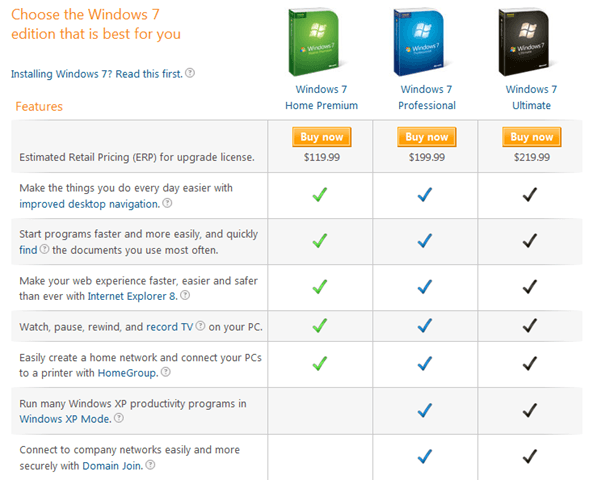 Choose the Windows 7
edition that is best for you
Installing Windows 7? Read this first. ?
Windows 7
Home Premium
Windows 7
Professional
Windows 7
Ultimate
Features
Buy now
Buy now
Buy now
Estimated Retail Pricing (ERP) for upgrade license.
$119.99
$199.99
$219.99
Make the things you do every day easier with
improved desktop navigation. ?
Start programs faster and more easily, and quickly
find ? the documents you use most often.
Make your web experience faster, easier and safer
than ever with Internet Explorer 8. ?
Watch, pause, rewind, and record TV ? on your PC.
Easily create a home network and connect your PCs
to a printer with HomeGroup. ?
Run many Windows XP productivity programs in
Windows XP Mode. ?
Connect to company networks easily and more
securely with Domain Join. ?